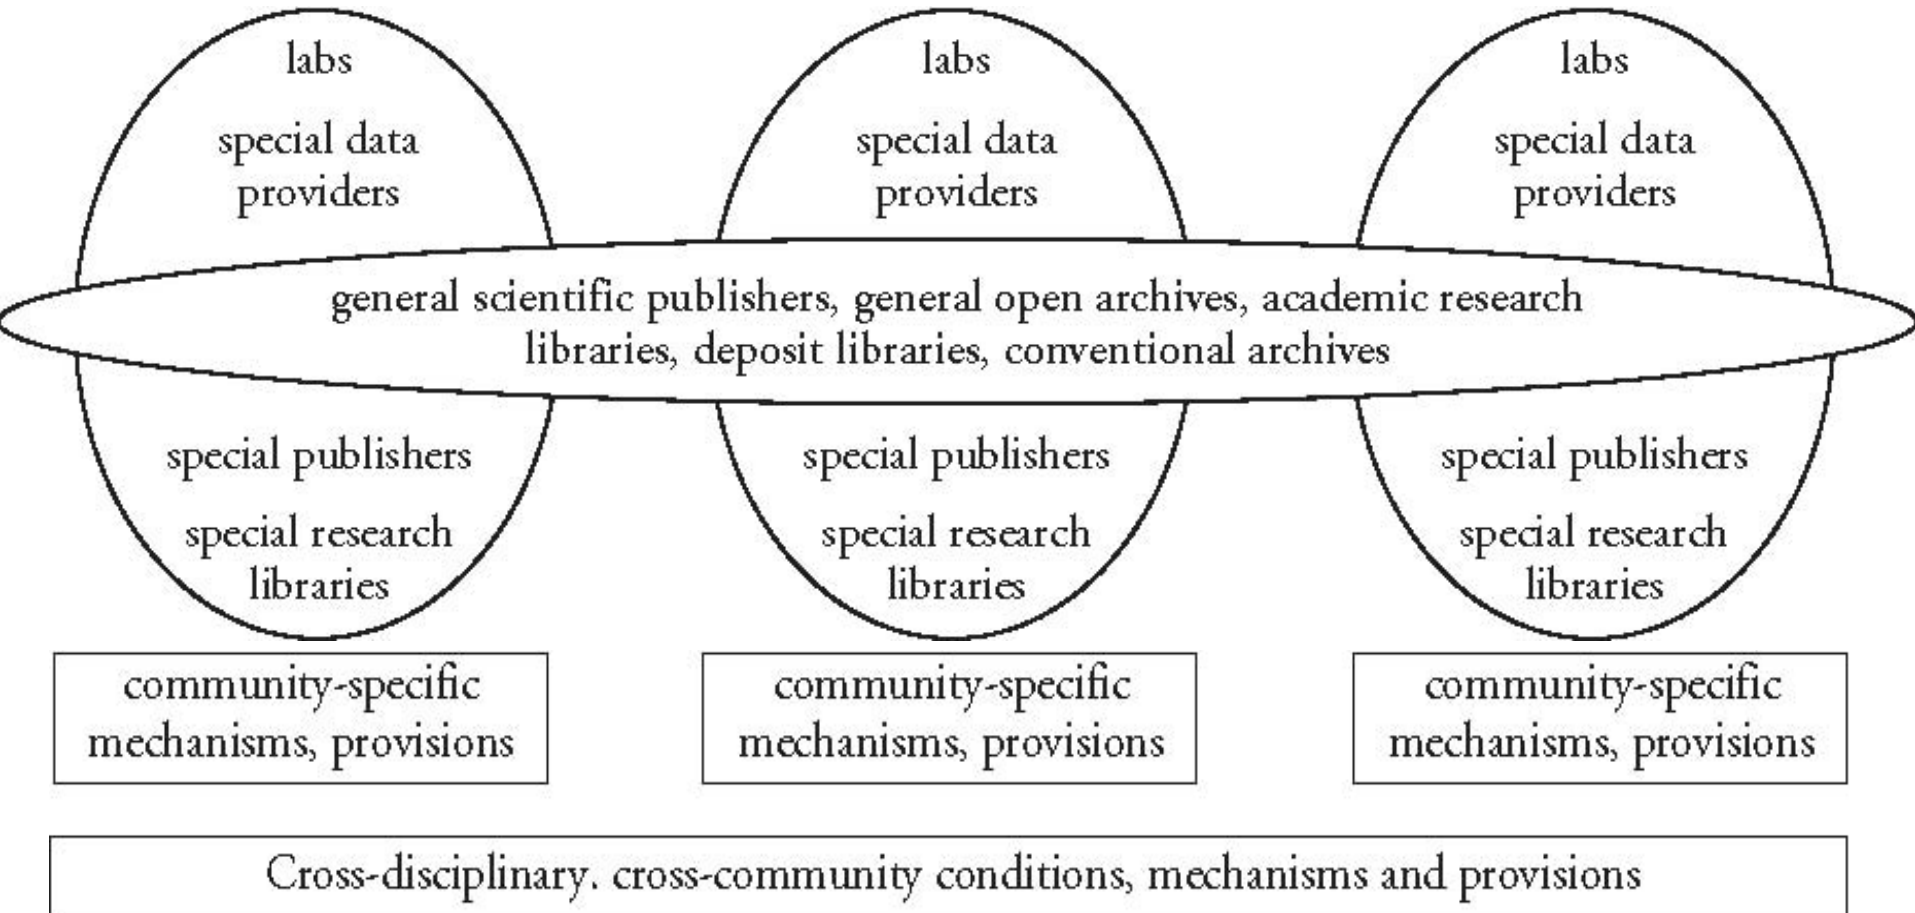 labs
special data
providers
labs
special data
providers
labs
special data
providers
general scientific publishers, general open archives, academic research
libraries, deposit libraries, conventional archives
special publishers
special research
libraries
special publishers
special research
libraries
special publishers
special research
libraries
community-specific
mechanisms, provisions
community-specific
mechanisms, provisions
community-specific
mechanisms, provisions
Cross-disciplinary. cross-community conditions, mechanisms and provisions